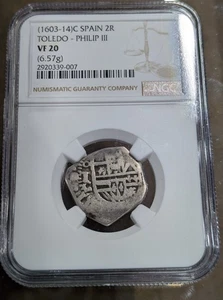 (1603-14)C SPAIN 2R
TOLEDO - PHILIP III
VF 20
(6.57g)
2920339-007
NUMISMATIC GUARANTY COMPANY
NGC